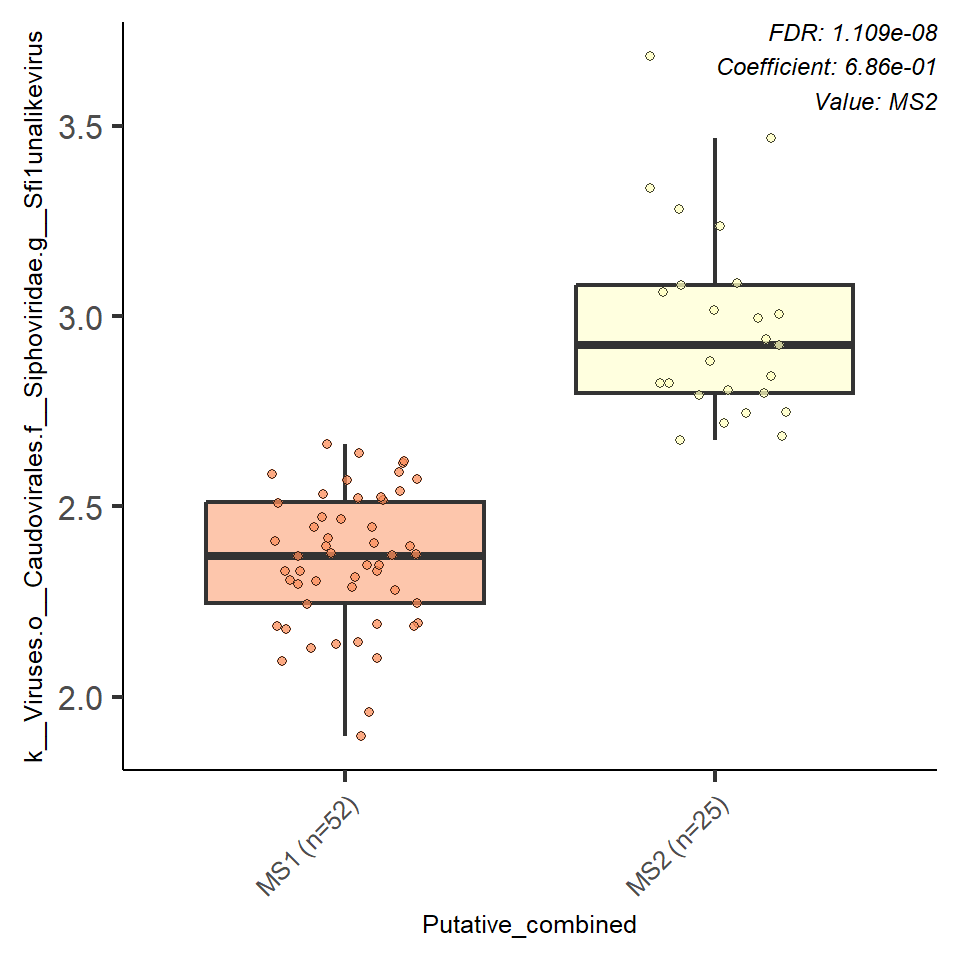 FDR: 1.109e-08
Coefficient: 6.86e-01
Value: MS2
k__Viruses.o__Caudovirales.f__Siphoviridae.g__Sfi1unalikevirus
3.5
3.0
2.5
2.0
MS1 (n=52)
MS2 (n=25)
Putative_combined